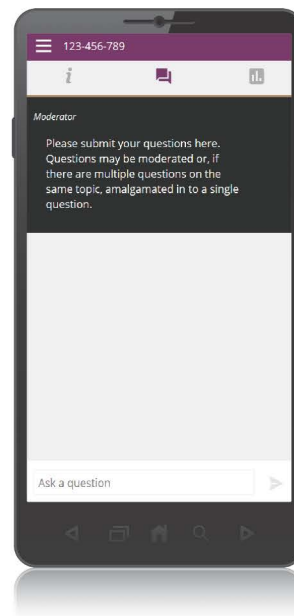 123-456-789
i
Moderator
Please submit your questions here.
Questions may be moderated or, if
there are multiple questions on the
same topic, amalgamated in to a single
question.
Ask a question